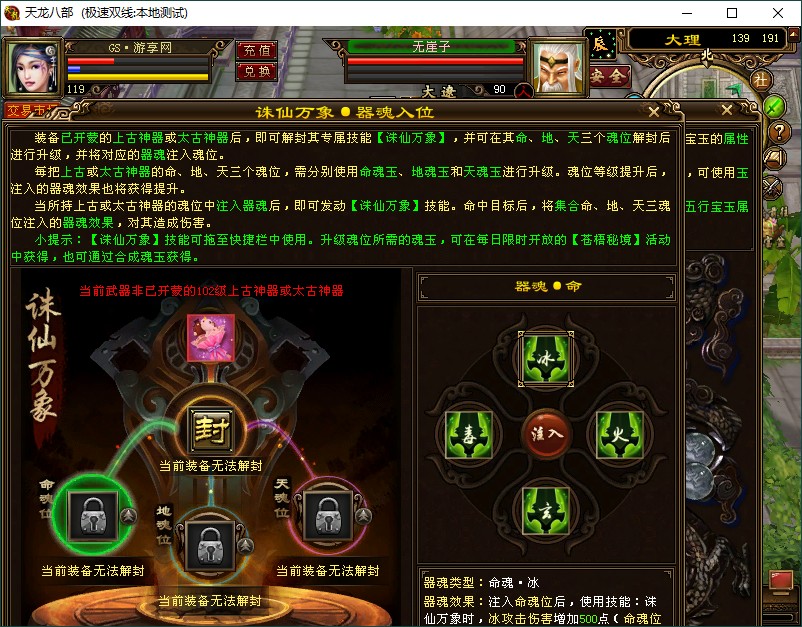 天龙八部 (极速双线:本地测试)
GS·游享网
充值
兑换
119
无崖子
90
大辽
辰
安全
大理
139 191
北
社
交易市场
诛仙万象●器魂入位
装备已开蒙的上古神器或太古神器后，即可解封其专属技能【诛仙万象】，并可在其命、地、天三个魂位解封后
进行升级，并将对应的器魂注入魂位。
每把上古或太古神器的命、地、天三个魂位，需分别使用命魂玉、地魂玉和天魂玉进行升级。魂位等级提升后，
注入的器魂效果也将获得提升。
当所持上古或太古神器的魂位中注入器魂后，即可发动【诛仙万象】技能。命中目标后，将集合命、地、天三魂
位注入的器魂效果，对其造成伤害。
小提示：【诛仙万象】技能可拖至快捷栏中使用。升级魂位所需的魂玉，可在每日限时开放的【苍梧秘境】活动
中获得，也可通过合成魂玉获得。
宝玉的属性
，可使用玉
五行宝玉属
当前武器非已开蒙的102级上古神器或太古神器
诛仙万象
封
当前装备无法解封
命魂位
当前装备无法解封
地魂位
当前装备无法解封
天魂位
当前装备无法解封
器魂●命
冰
毒
注入
火
玄
器魂类型：命魂·冰
器魂效果：注入命魂位后，使用技能：诛
仙万象时，冰攻击伤害增加500点（命魂位